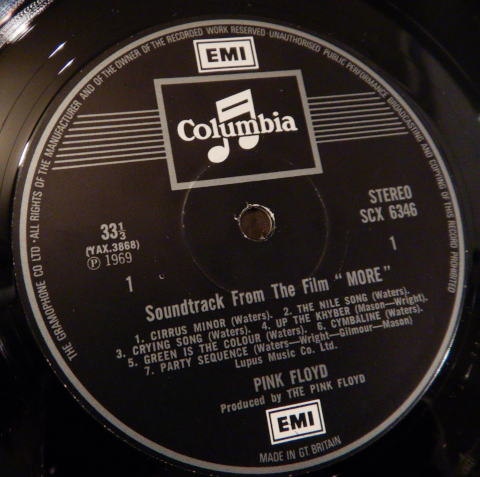 THE GRAMOPHONE CO LTD · ALL RIGHTS OF THE MANUFACTURER AND OF THE OWNER OF THE RECORDED WORK RESERVED · UNAUTHORISED PUBLIC PERFORMANCE BROADCASTING AND COPYING OF THIS RECORD PROHIBITED
EMI
Columbia
33⅓
(YAX.3868)
Ⓟ 1969
1
STEREO
SCX 6346
1
Soundtrack From The Film "MORE"
1. CIRRUS MINOR (Waters). 2. THE NILE SONG (Waters).
3. CRYING SONG (Waters). 4. UP THE KHYBER (Mason—Wright).
5. GREEN IS THE COLOUR (Waters). 6. CYMBALINE (Waters).
7. PARTY SEQUENCE (Waters—Wright—Gilmour—Mason)
Lupus Music Co. Ltd.
PINK FLOYD
Produced by THE PINK FLOYD
EMI
MADE IN GT BRITAIN